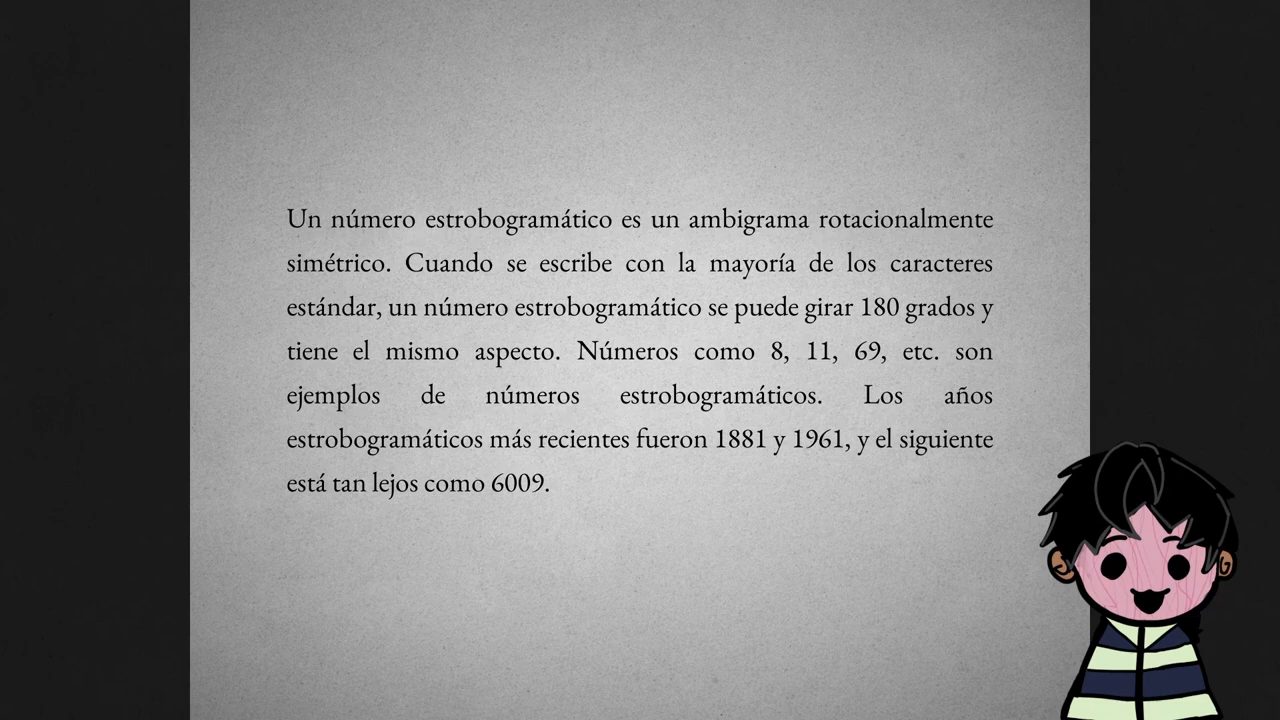 Un número estrobogramático es un ambigrama rotacionalmente
simétrico. Cuando se escribe con la mayoría de los caracteres
estándar, un número estrobogramático se puede girar 180 grados y
tiene el mismo aspecto. Números como 8, 11, 69, etc. son
ejemplos de números estrobogramáticos. Los años
estrobogramáticos más recientes fueron 1881 y 1961, y el siguiente
está tan lejos como 6009.